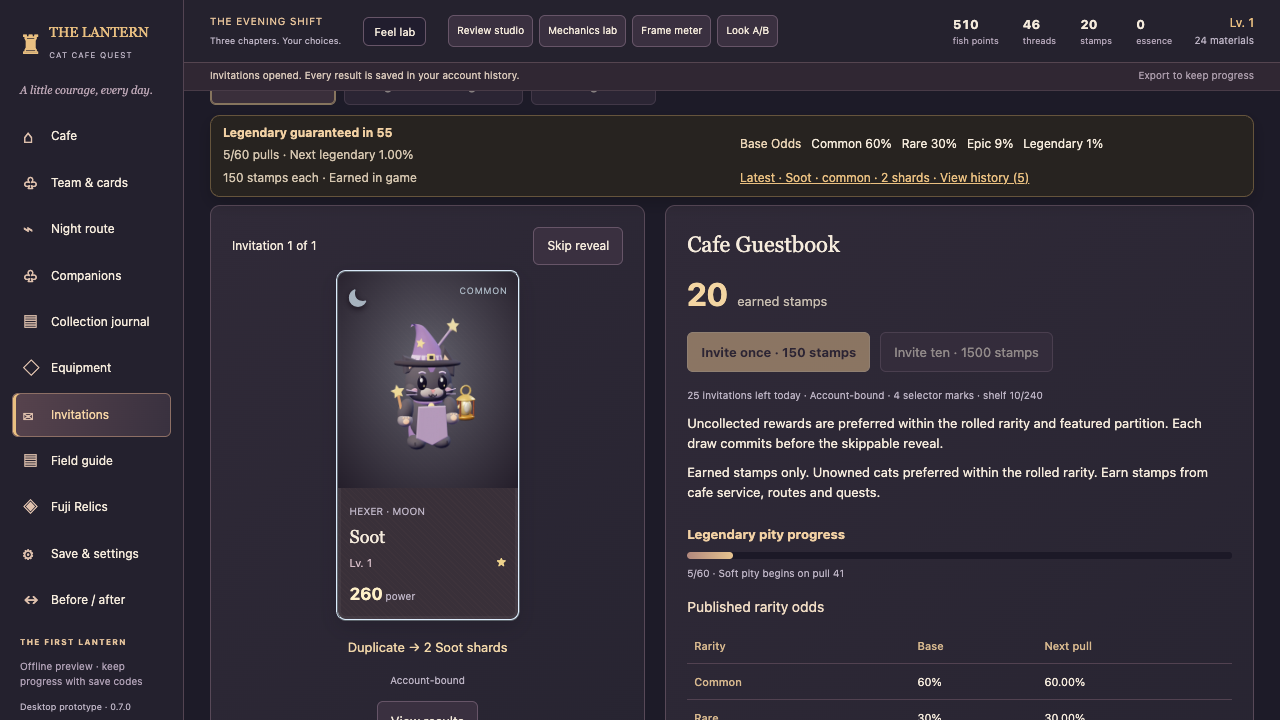 THE LANTERN
CAT CAFE QUEST
A little courage, every day.
Cafe
Team & cards
Night route
Companions
Collection journal
Equipment
Invitations
Field guide
Fuji Relics
Save & settings
Before / after
THE FIRST LANTERN
Offline preview · keep
progress with save codes
Desktop prototype · 0.7.0
THE EVENING SHIFT
Three chapters. Your choices.
Feel lab
Review studio
Mechanics lab
Frame meter
Look A/B
510
fish points
46
threads
20
stamps
0
essence
Lv. 1
24 materials
Invitations opened. Every result is saved in your account history.
Export to keep progress
Legendary guaranteed in 55
5/60 pulls · Next legendary 1.00%
150 stamps each · Earned in game
Base Odds Common 60% Rare 30% Epic 9% Legendary 1%
Latest · Soot · common · 2 shards · View history (5)
Invitation 1 of 1
Skip reveal
COMMON
HEXER · MOON
Soot
Lv. 1
260 power
Duplicate → 2 Soot shards
Account-bound
View results
Cafe Guestbook
20 earned stamps
Invite once · 150 stamps
Invite ten · 1500 stamps
25 invitations left today · Account-bound · 4 selector marks · shelf 10/240
Uncollected rewards are preferred within the rolled rarity and featured partition. Each
draw commits before the skippable reveal.
Earned stamps only. Unowned cats preferred within the rolled rarity. Earn stamps from
cafe service, routes and quests.
Legendary pity progress
5/60 · Soft pity begins on pull 41
Published rarity odds
Rarity Base Next pull
Common 60% 60.00%
Rare 30% 30.00%